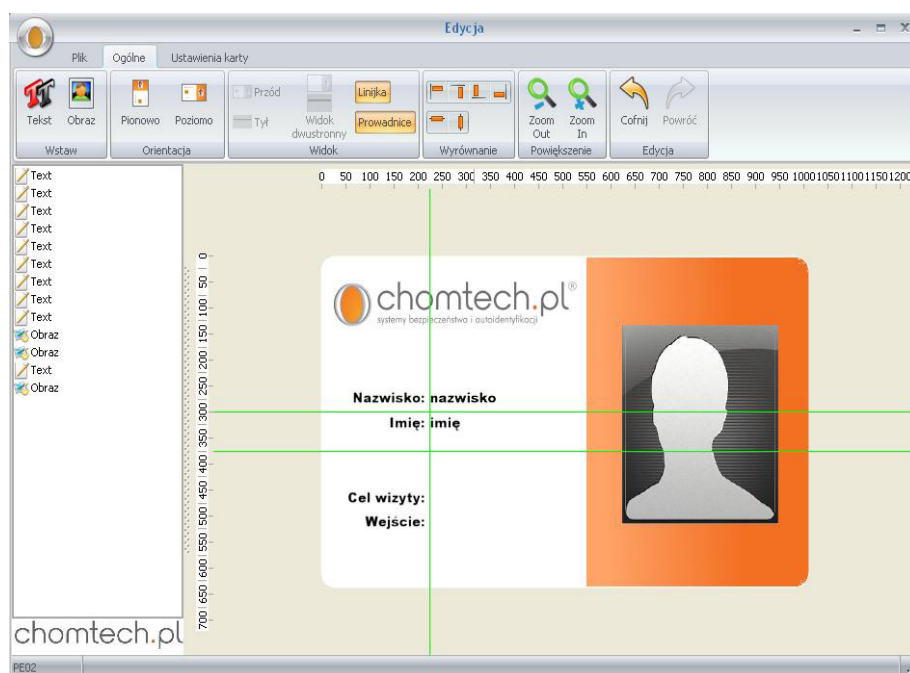 Edycja
Plik Ogólne Ustawienia karty
Tekst Obraz Pionowo Poziomo Przód Tył Widok dwustronny Linijka Prowadnice Zoom Out Zoom In Cofnij Powróć
Wstaw Orientacja Widok Wyrównanie Powiększenie Edycja
Text
Text
Text
Text
Text
Text
Text
Text
Text
Obraz
Obraz
Text
Obraz
0 50 100 150 200 250 300 350 400 450 500 550 600 650 700 750 800 850 900 950 1000 1050 1100 1150 1200
0 50 100 150 200 250 300 350 400 450 500 550 600 650 700
chomtech.pl®
systemy bezpieczeństwa i autoidentyfikacji
Nazwisko: nazwisko
Imię: imię
Cel wizyty:
Wejście:
chomtech.pl
PE02